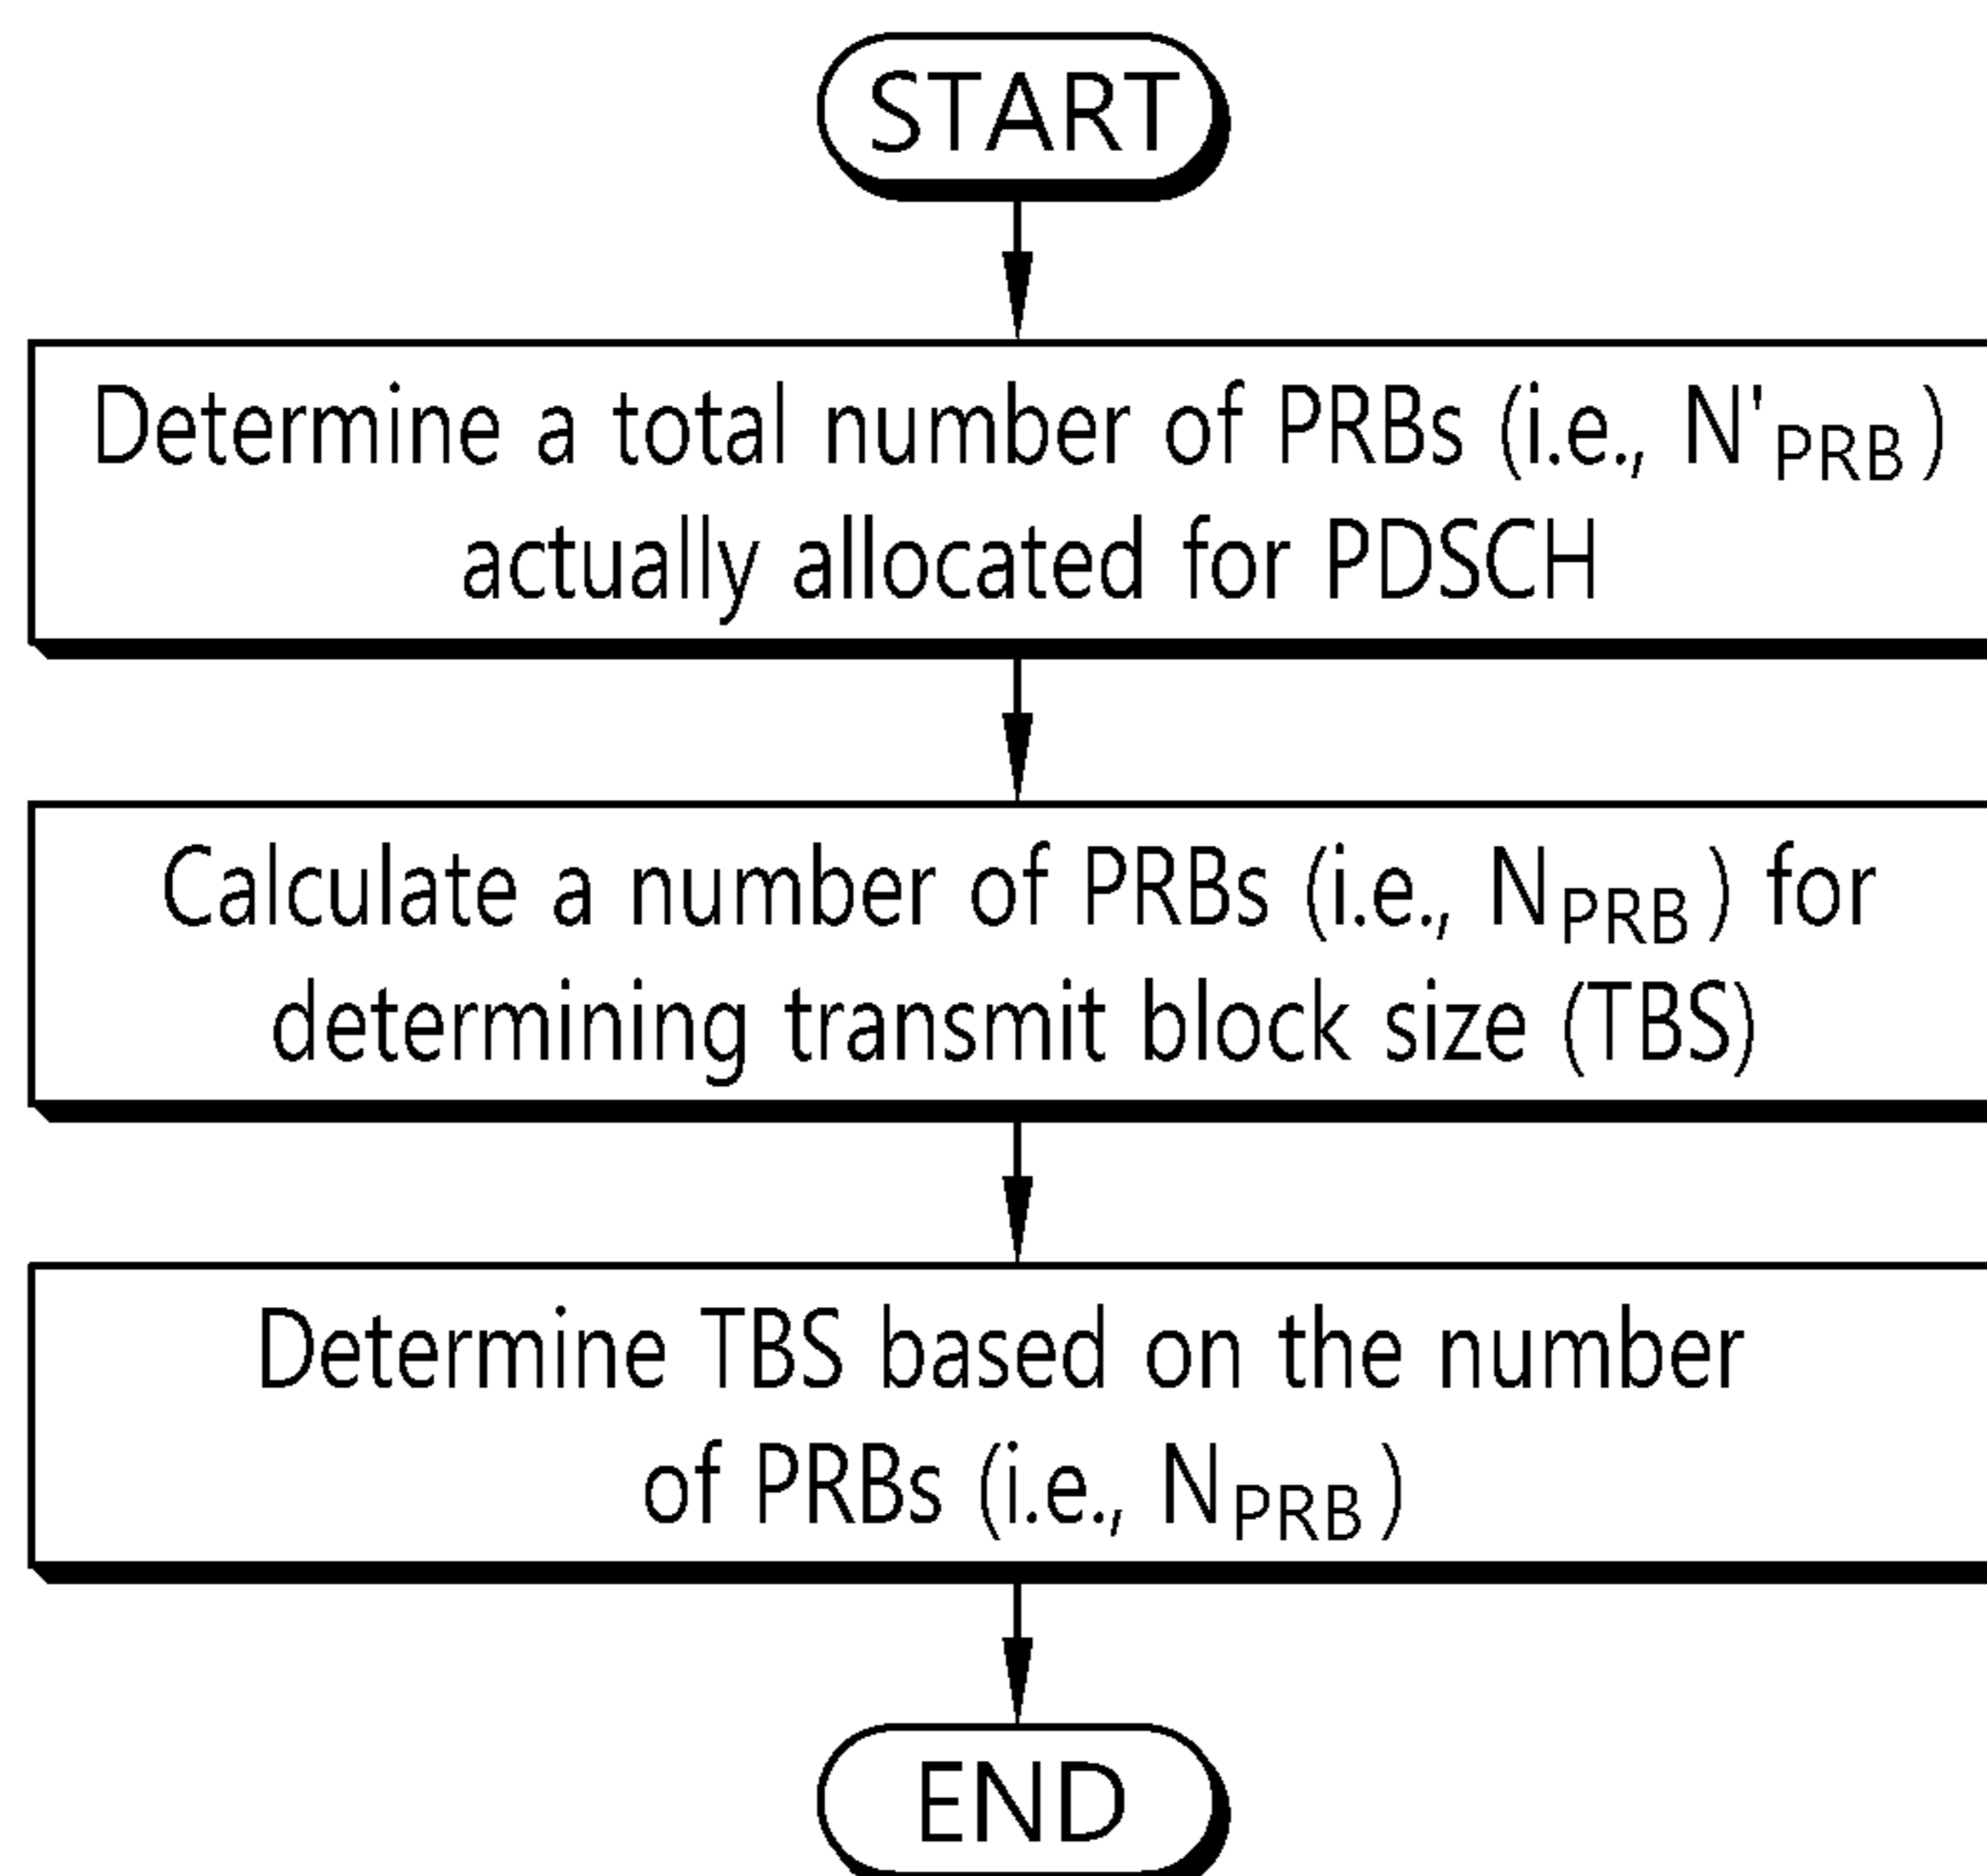 START
Determine a total number of PRBs (i.e., N'PRB)
actually allocated for PDSCH
Calculate a number of PRBs (i.e., NPRB) for
determining transmit block size (TBS)
Determine TBS based on the number
of PRBs (i.e., NPRB)
END